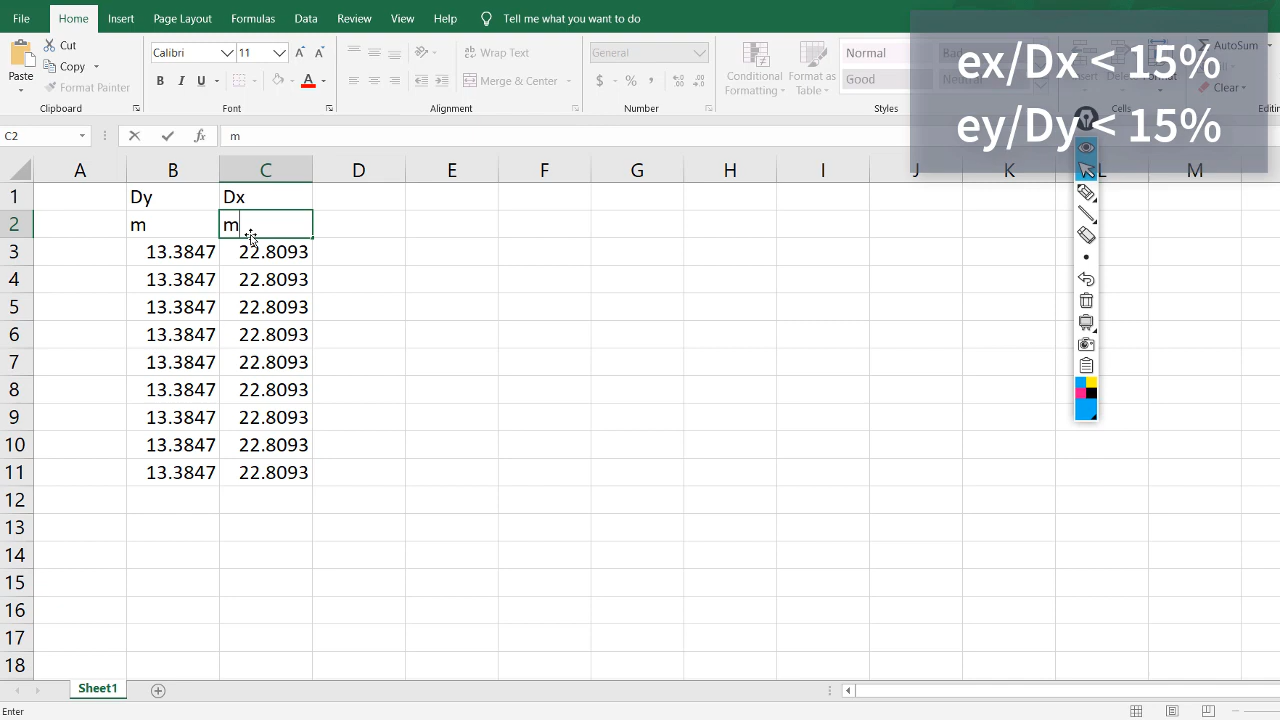 File Home Insert Page Layout Formulas Data Review View Help Tell me what you want to do
ex/Dx < 15%
ey/Dy < 15%
Paste
Cut
Copy
Format Painter
Clipboard
Calibri 11
B I U
Font
Wrap Text
Merge & Center
Alignment
General
$ % ,
Number
Conditional
Formatting
Format as
Table
Normal
Good
Styles
Insert Delete Format
Cells
AutoSum
Clear
C2 fx m
A B C D E F G H I J K L M
1 Dy Dx
2 m m
3 13.3847 22.8093
4 13.3847 22.8093
5 13.3847 22.8093
6 13.3847 22.8093
7 13.3847 22.8093
8 13.3847 22.8093
9 13.3847 22.8093
10 13.3847 22.8093
11 13.3847 22.8093
12
13
14
15
16
17
18
Sheet1
Enter